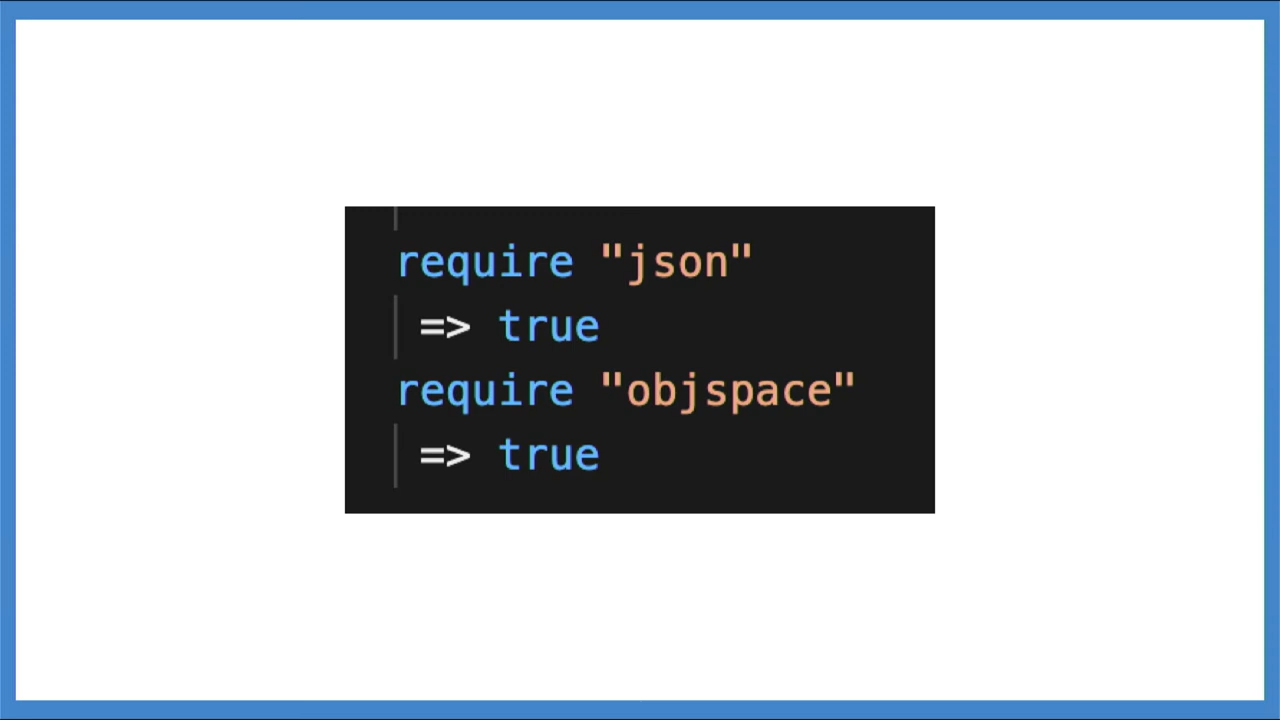 require "json"
=> true
require "objspace"
=> true